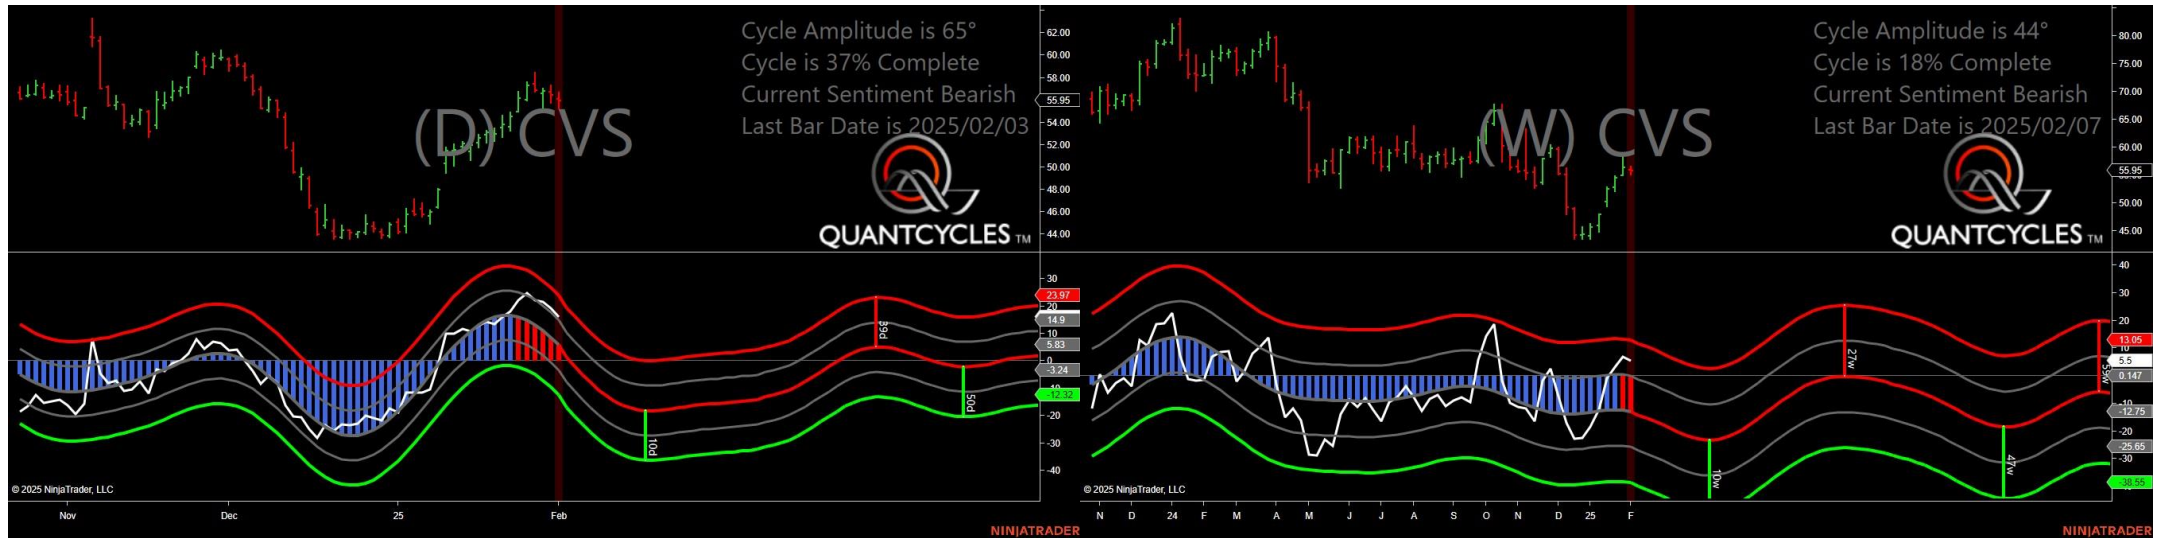 Cycle Amplitude is 65°
Cycle is 37% Complete
Current Sentiment Bearish
Last Bar Date is 2025/02/03
(D) CVS
QUANTCYCLES TM
62.00
60.00
58.00
55.95
54.00
52.00
50.00
48.00
46.00
44.00
30
23.97
20
14.9
10
5.83
0
-3.24
-12.32
-20
-30
-40
10d
39d
50d
© 2025 NinjaTrader, LLC
Nov Dec 25 Feb
NINJATRADER
Cycle Amplitude is 44°
Cycle is 18% Complete
Current Sentiment Bearish
Last Bar Date is 2025/02/07
(W) CVS
QUANTCYCLES TM
80.00
75.00
70.00
65.00
60.00
55.95
50.00
45.00
40
30
20
13.05
5.5
0.147
-10
-12.75
-20
-25.65
-30
-38.55
10w
27w
47w
59w
© 2025 NinjaTrader, LLC
N D 24 F M A M J J A S O N D 25 F
NINJATRADER